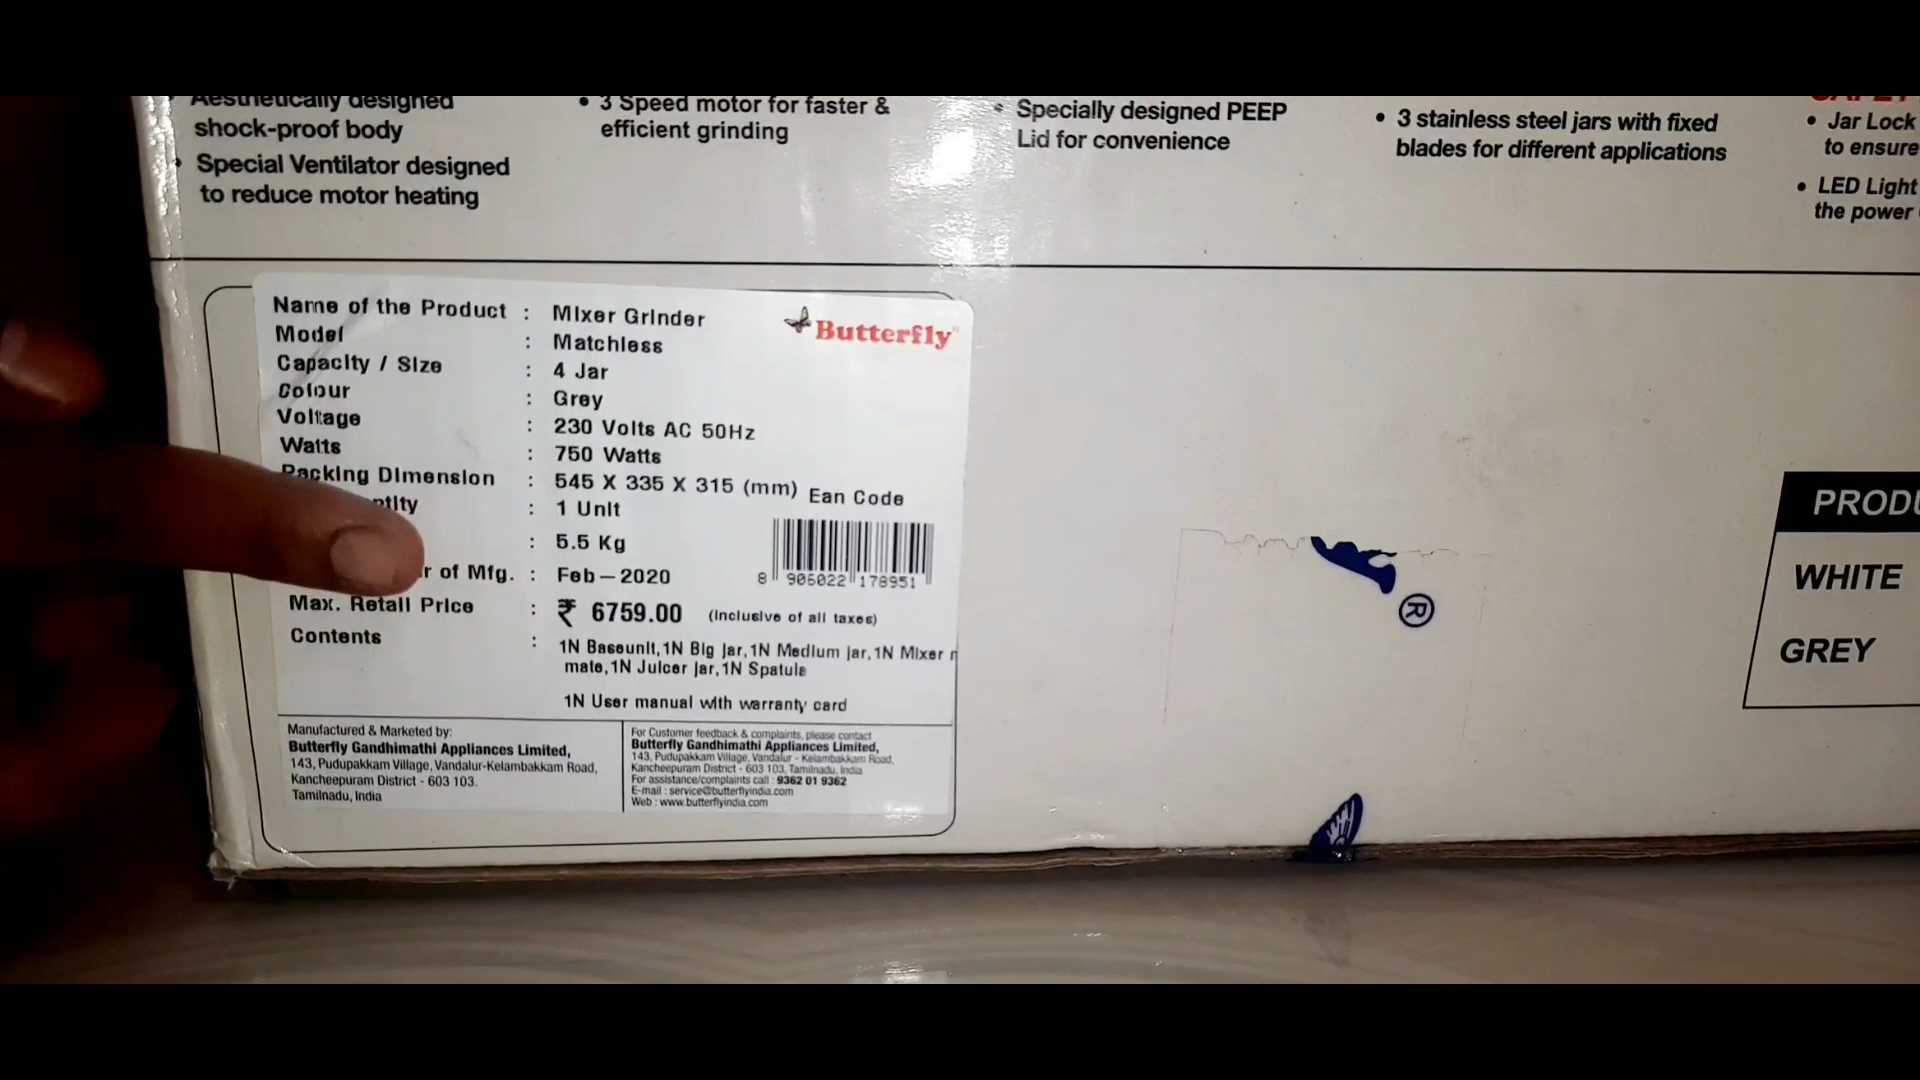 Aesthetically designed
shock-proof body
• Special Ventilator designed
to reduce motor heating
• 3 Speed motor for faster &
efficient grinding
• Specially designed PEEP
Lid for convenience
• 3 stainless steel jars with fixed
blades for different applications
• Jar Lock
to ensure
• LED Light
the power
Name of the Product : Mixer Grinder
Butterfly
Model : Matchless
Capacity / Size : 4 Jar
Colour : Grey
Voltage : 230 Volts AC 50Hz
Watts : 750 Watts
Packing Dimension : 545 X 335 X 315 (mm)
Ean Code
: 1 Unit
: 5.5 Kg
of Mfg. : Feb-2020
8 906022 178951
Max. Retail Price : ₹ 6759.00 (Inclusive of all taxes)
Contents : 1N Baseunit, 1N Big Jar, 1N Medium jar, 1N Mixer
mate, 1N Juicer jar, 1N Spatula
1N User manual with warranty card
Manufactured & Marketed by:
Butterfly Gandhimathi Appliances Limited,
143, Pudupakkam Village, Vandalur-Kelambakkam Road,
Kancheepuram District - 603 103.
Tamilnadu, India
For Customer feedback & complaints, please contact
Butterfly Gandhimathi Appliances Limited,
143, Pudupakkam Village, Vandalur - Kelambakkam Road,
Kancheepuram District - 603 103, Tamilnadu, India
For assistance/complaints call : 9362 01 9362
E-mail : service@butterflyindia.com
Web : www.butterflyindia.com
®
WHITE
GREY